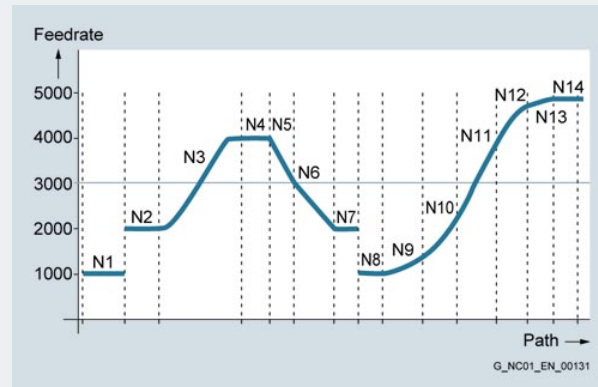 Feedrate
5000
4000
3000
2000
1000
N1
N2
N3
N4
N5
N6
N7
N8
N9
N10
N11
N12
N13
N14
Path
G_NC01_EN_00131